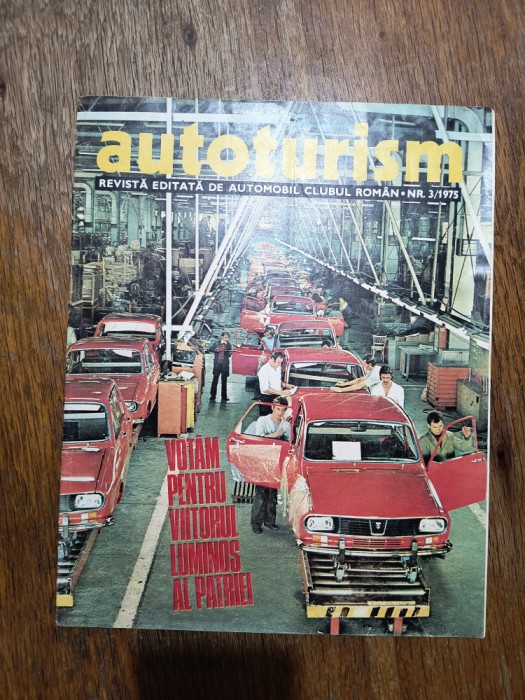 autoturism
REVISTĂ EDITATĂ DE AUTOMOBIL CLUBUL ROMÂN • NR. 3/1975
VOTĂM
PENTRU
VIITORUL
LUMINOS
AL PATRIEI